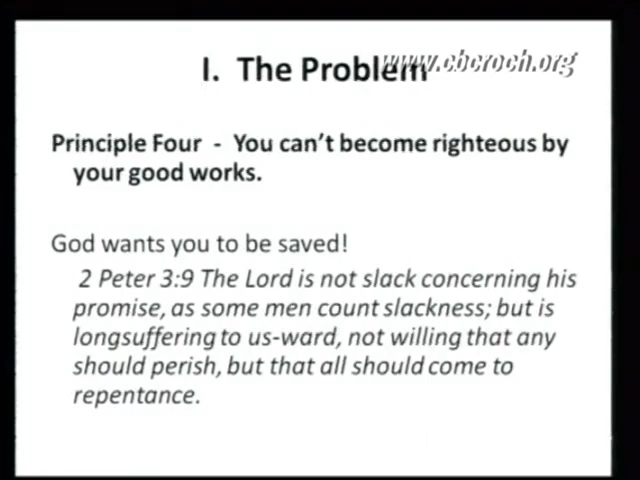 www.cbcroch.org
I. The Problem
Principle Four - You can't become righteous by
your good works.
God wants you to be saved!
2 Peter 3:9 The Lord is not slack concerning his
promise, as some men count slackness; but is
longsuffering to us-ward, not willing that any
should perish, but that all should come to
repentance.